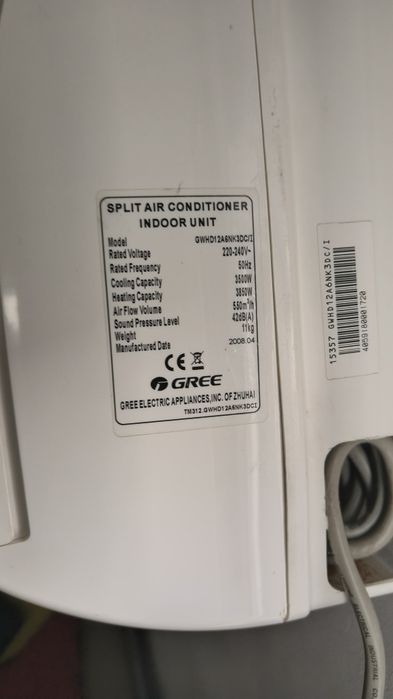 SPLIT AIR CONDITIONER
INDOOR UNIT
Model GWHD12A6NK3DC/I
Rated Voltage 220-240V~
Rated Frequency 50Hz
Cooling Capacity 3500W
Heating Capacity 3850W
Air Flow Volume 550m³/h
Sound Pressure Level 42dB(A)
Weight 11kg
Manufactured Date 2008.04
CE
GREE
GREE ELECTRIC APPLIANCES,INC. OF ZHUHAI
TM312.GWHD12A6NK3DCI
15357 GWHD12A6NK3DC/I
4059180001720